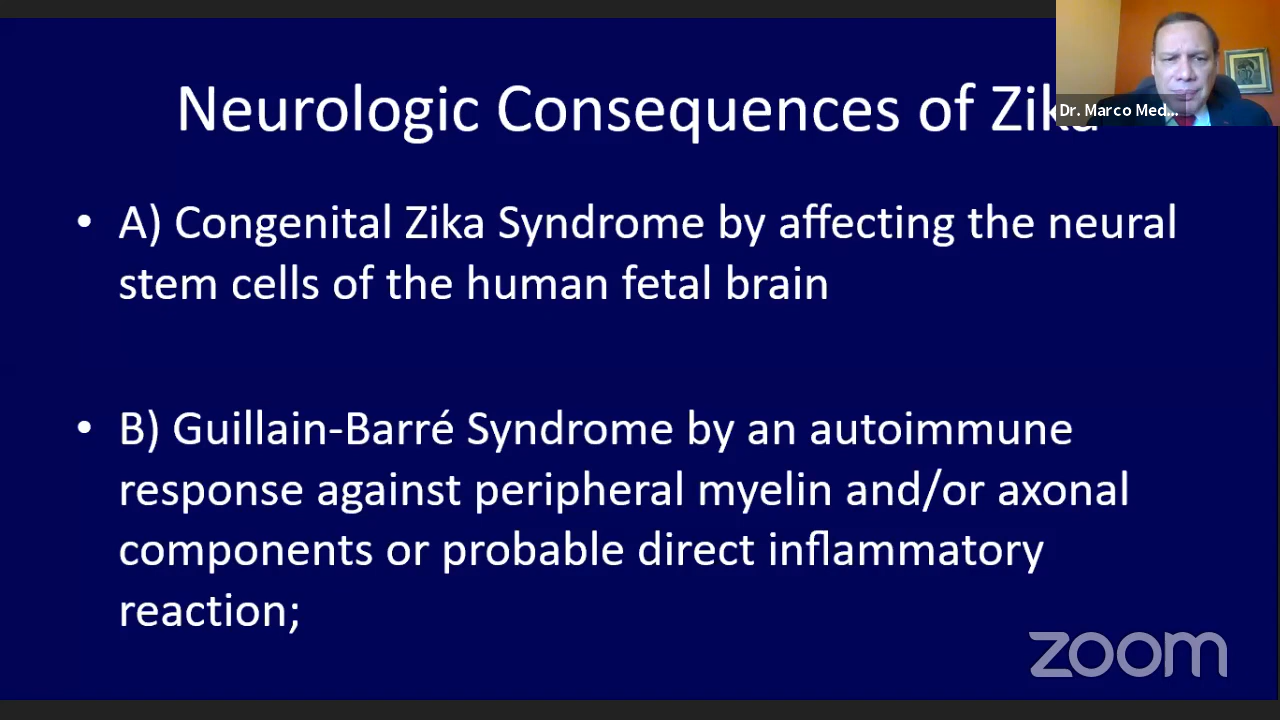 Neurologic Consequences of Zika
Dr. Marco Med...
• A) Congenital Zika Syndrome by affecting the neural
stem cells of the human fetal brain
• B) Guillain-Barré Syndrome by an autoimmune
response against peripheral myelin and/or axonal
components or probable direct inflammatory
reaction;
zoom